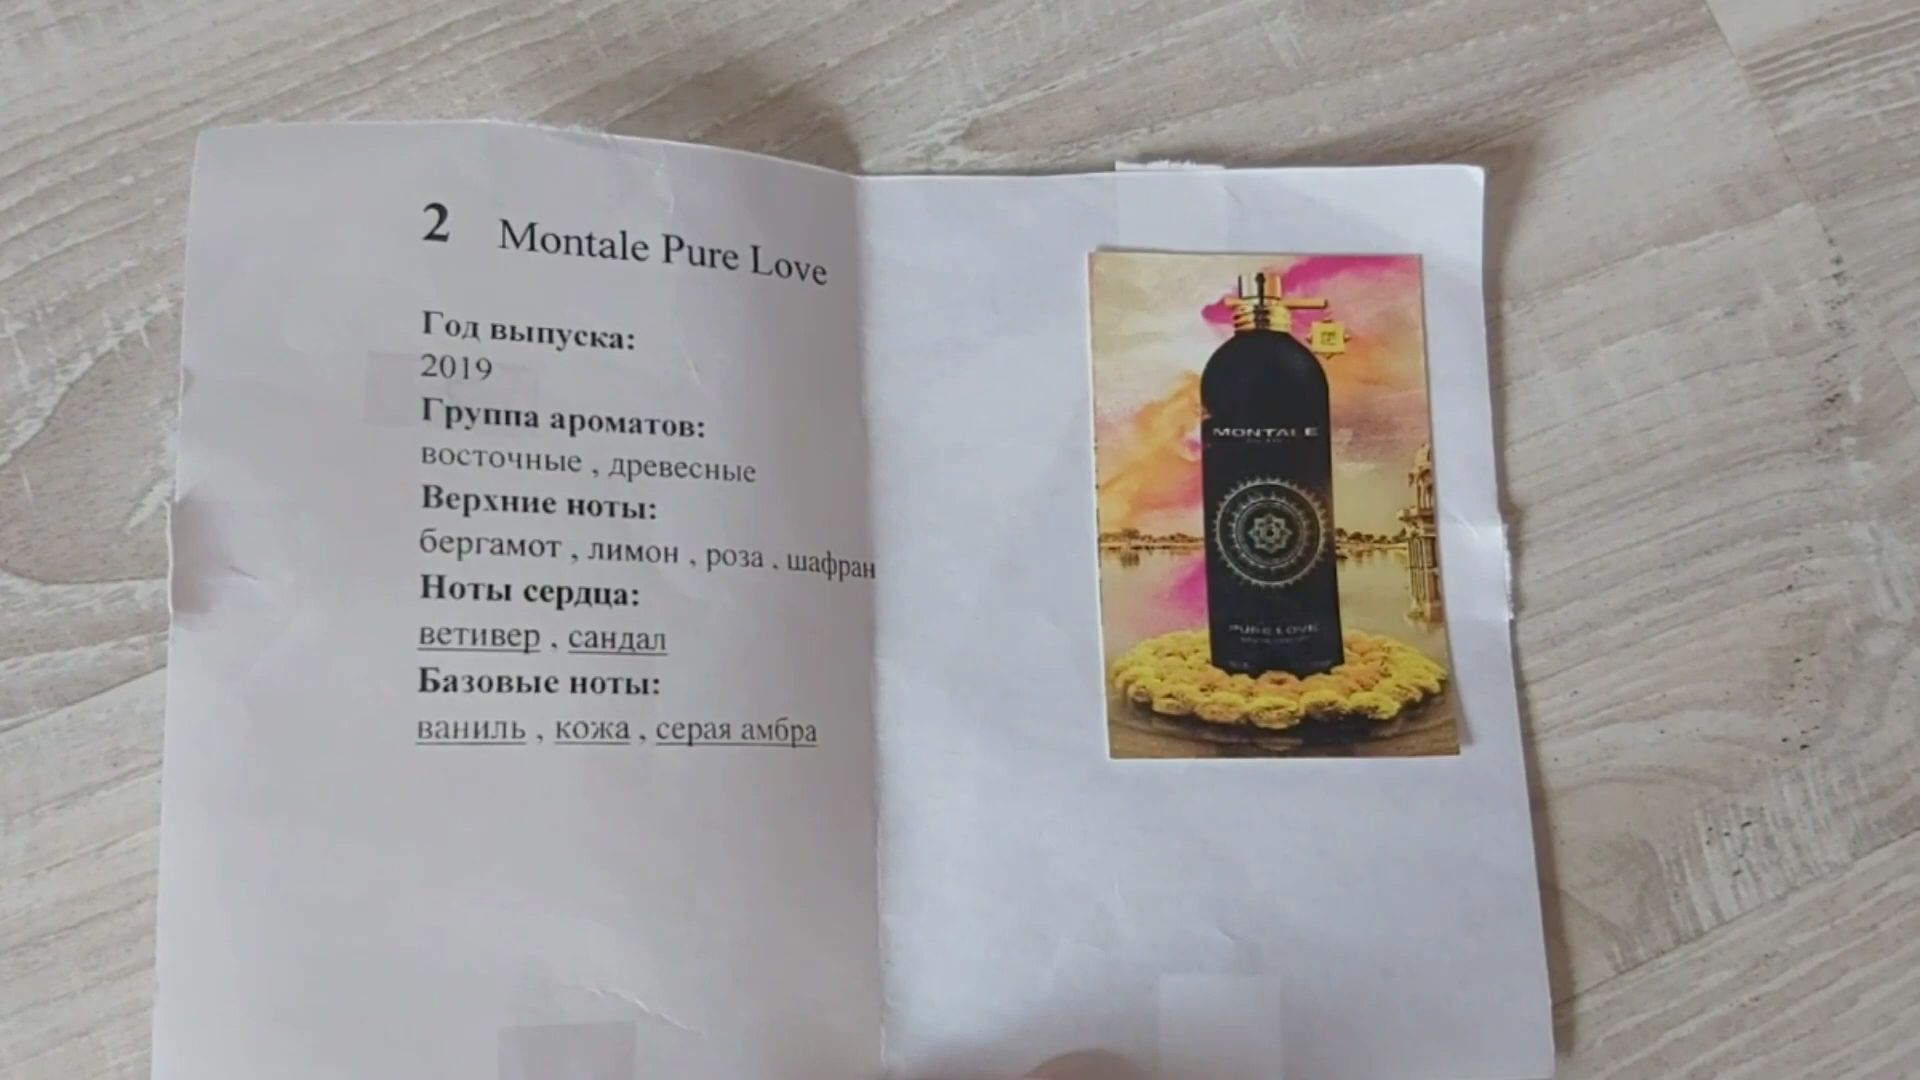 2 Montale Pure Love
Год выпуска:
2019
Группа ароматов:
восточные , древесные
Верхние ноты:
бергамот , лимон , роза , шафран
Ноты сердца:
ветивер , сандал
Базовые ноты:
ваниль , кожа , серая амбра
MONTALE
PURE LOVE